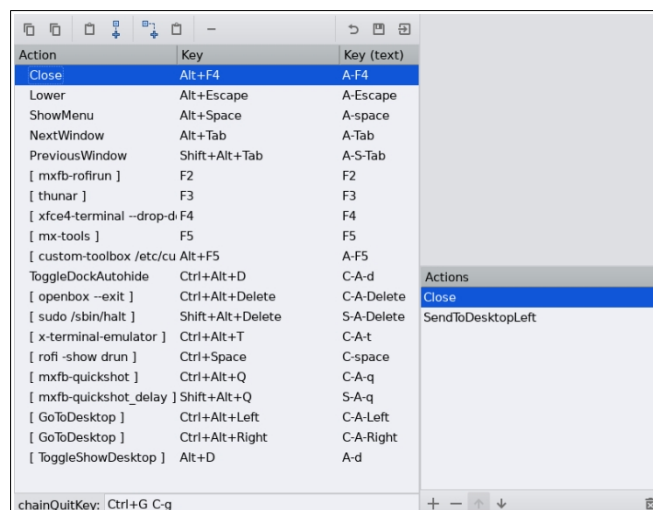 Action Key Key (text)
Close Alt+F4 A-F4
Lower Alt+Escape A-Escape
ShowMenu Alt+Space A-space
NextWindow Alt+Tab A-Tab
PreviousWindow Shift+Alt+Tab A-S-Tab
[ mxfb-rofirun ] F2 F2
[ thunar ] F3 F3
[ xfce4-terminal --drop-d F4 F4
[ mx-tools ] F5 F5
[ custom-toolbox /etc/cu Alt+F5 A-F5
ToggleDockAutohide Ctrl+Alt+D C-A-d
[ openbox --exit ] Ctrl+Alt+Delete C-A-Delete
[ sudo /sbin/halt ] Shift+Alt+Delete S-A-Delete
[ x-terminal-emulator ] Ctrl+Alt+T C-A-t
[ rofi -show drun ] Ctrl+Space C-space
[ mxfb-quickshot ] Ctrl+Alt+Q C-A-q
[ mxfb-quickshot_delay ] Shift+Alt+Q S-A-q
[ GoToDesktop ] Ctrl+Alt+Left C-A-Left
[ GoToDesktop ] Ctrl+Alt+Right C-A-Right
[ ToggleShowDesktop ] Alt+D A-d
chainQuitKey: Ctrl+G C-g
Actions
Close
SendToDesktopLeft